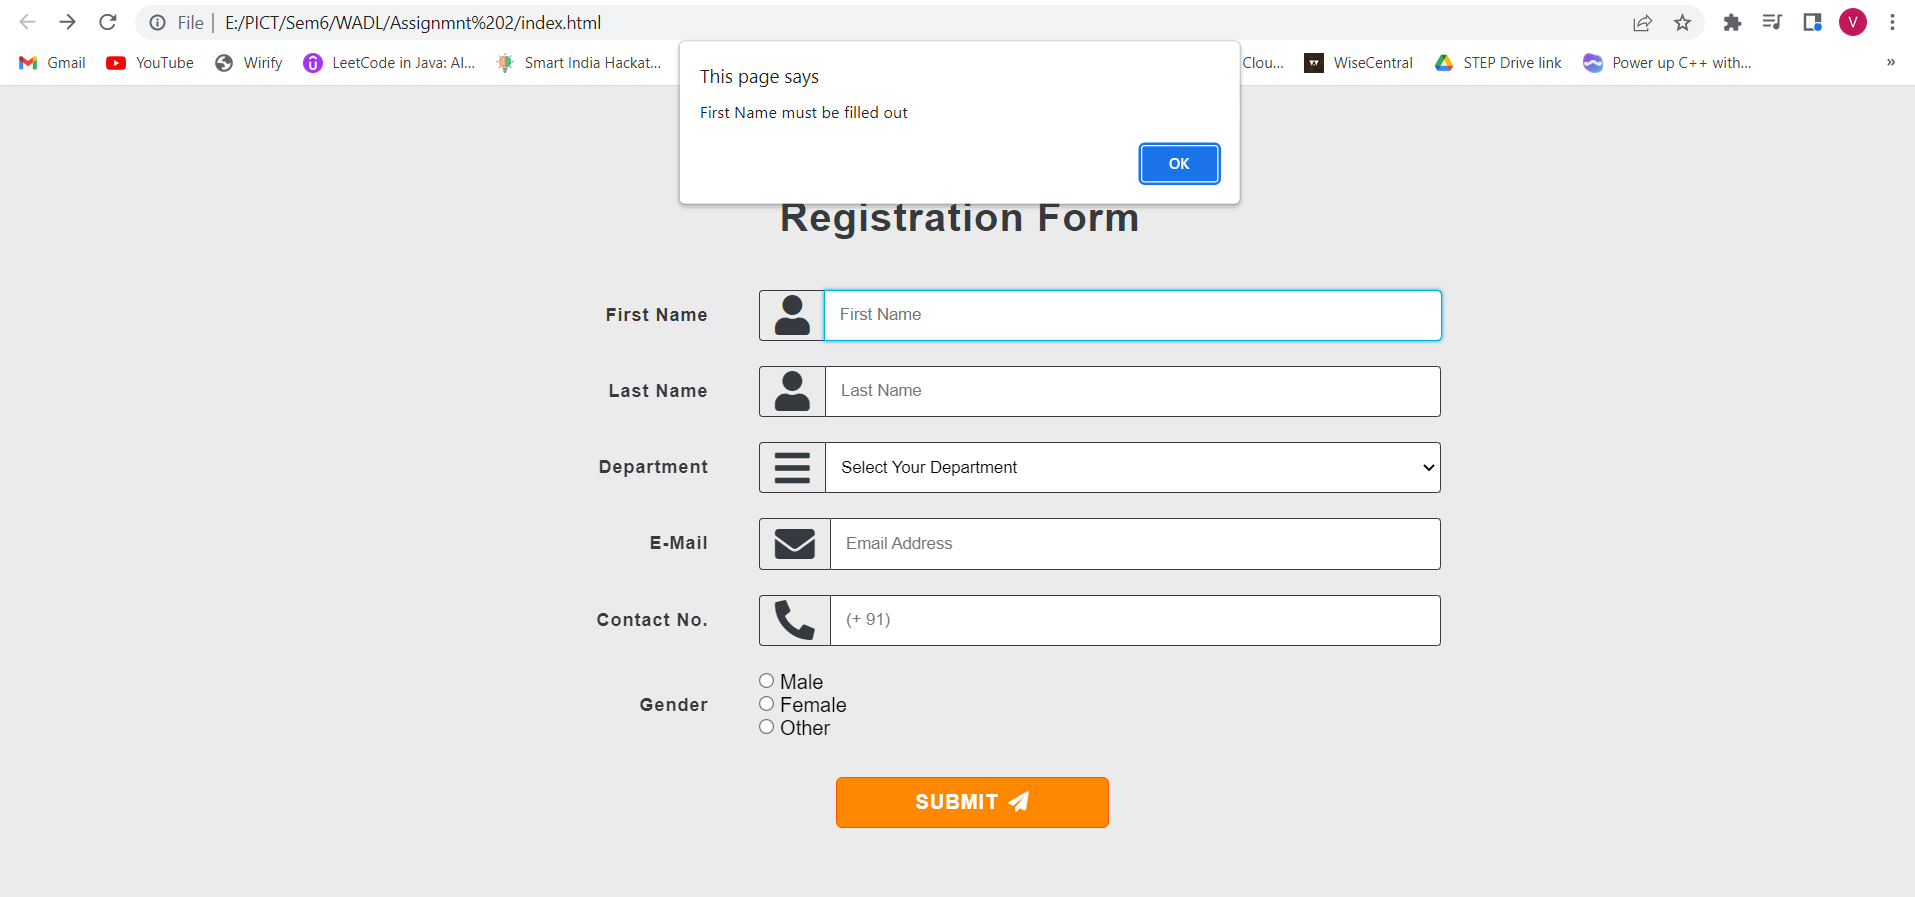 File | E:/PICT/Sem6/WADL/Assignmnt%202/index.html
V
Gmail YouTube Wirify LeetCode in Java: Al... Smart India Hackat... Clou... WiseCentral STEP Drive link Power up C++ with... »
This page says
First Name must be filled out
OK
Registration Form
First Name First Name
Last Name Last Name
Department Select Your Department
E-Mail Email Address
Contact No. (+ 91)
Male
Gender Female
Other
SUBMIT